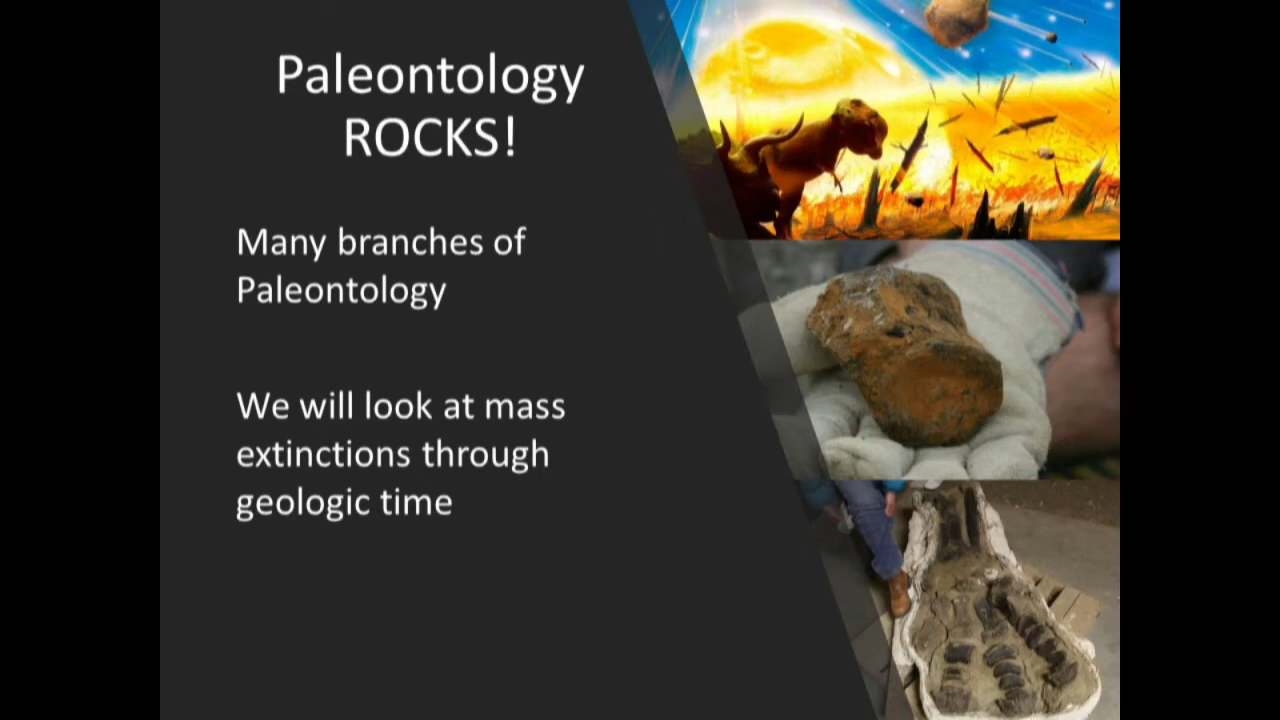 Paleontology
ROCKS!
Many branches of
Paleontology
We will look at mass
extinctions through
geologic time